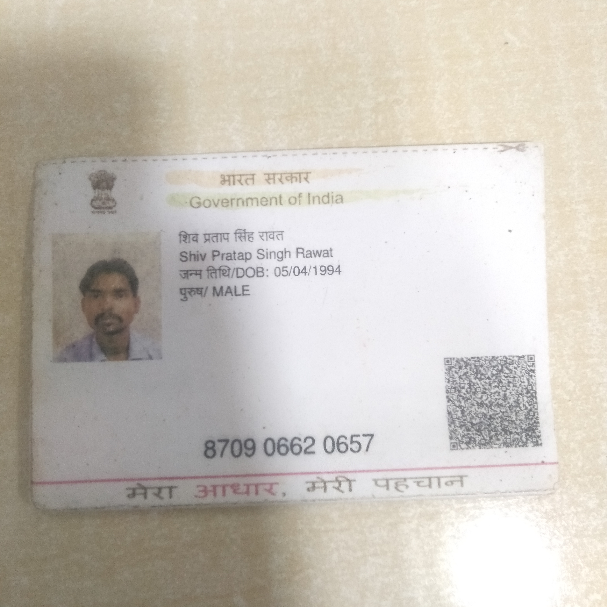 भारत सरकार
Government of India
शिव प्रताप सिंह रावत
Shiv Pratap Singh Rawat
जन्म तिथि/DOB: 05/04/1994
पुरुष/ MALE
8709 0662 0657
मेरा आधार, मेरी पहचान